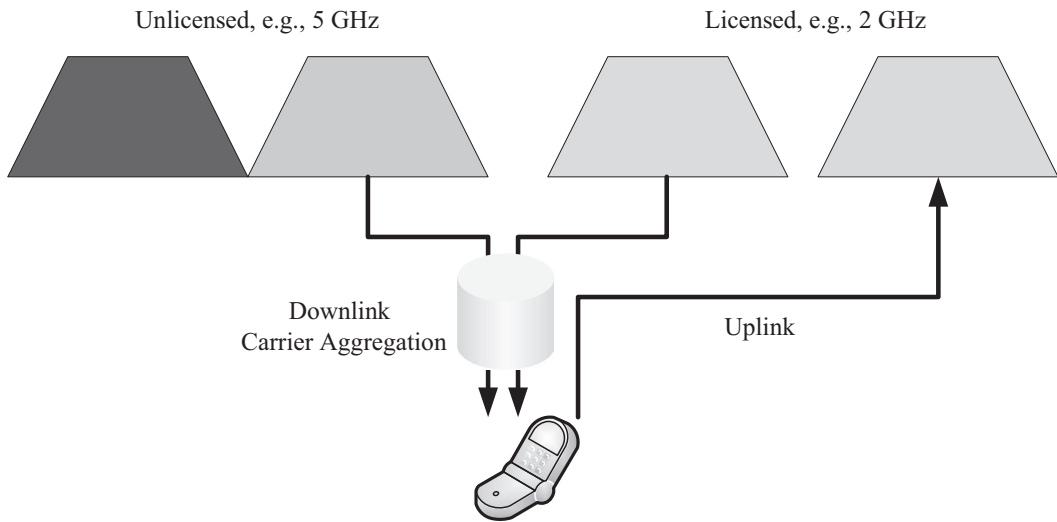 Unlicensed, e.g., 5 GHz
Licensed, e.g., 2 GHz
Downlink
Carrier Aggregation
Uplink